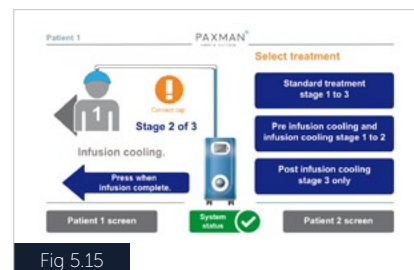 Patient 1
PAXMAN
Select treatment
Standard treatment
stage 1 to 3
1
Connect cap
Stage 2 of 3
Pre infusion cooling and
infusion cooling stage 1 to 2
Infusion cooling.
Press when
infusion complete.
Post infusion cooling
stage 3 only
Patient 1 screen
System
status
Patient 2 screen
Fig 5.15